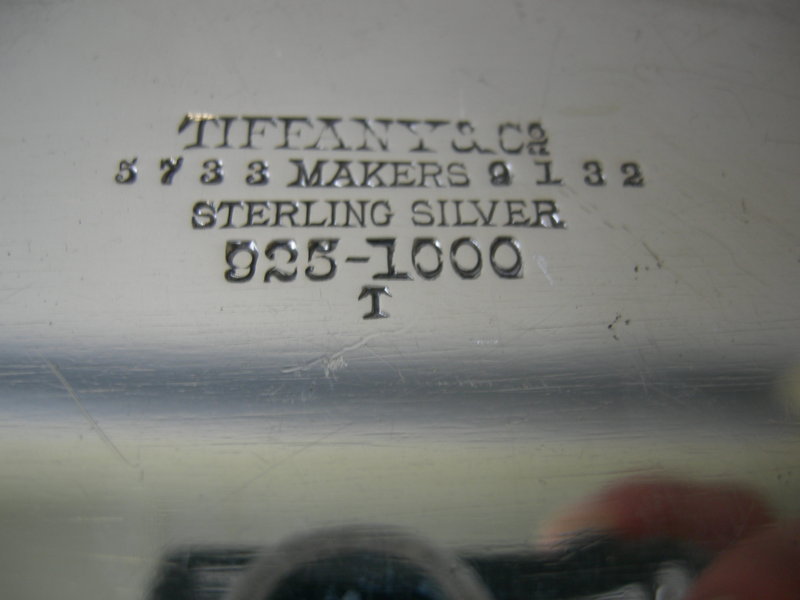 TIFFANY & Co
5733 MAKERS 9132
STERLING SILVER
925-1000
T